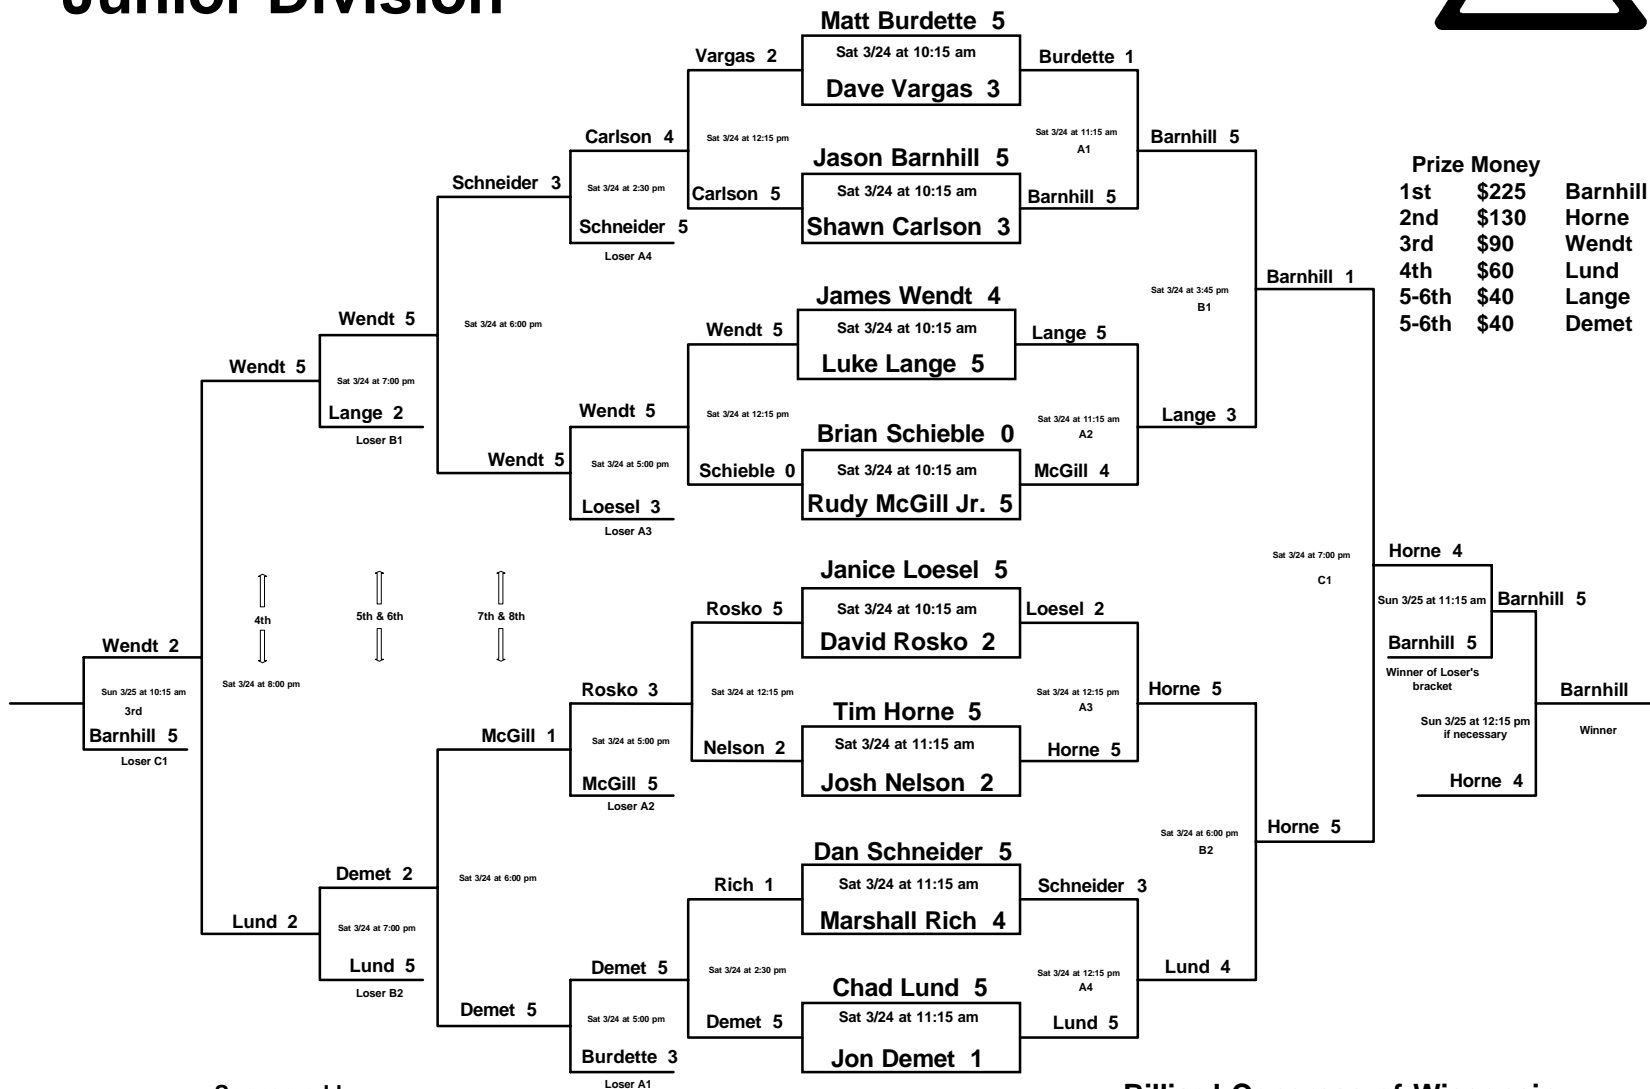 Junior Division
Matt Burdette 5
Vargas 2
Sat 3/24 at 10:15 am
Burdette 1
Dave Vargas 3
Carlson 4
Sat 3/24 at 12:15 pm
Sat 3/24 at 11:15 am
A1
Barnhill 5
Jason Barnhill 5
Schneider 3
Sat 3/24 at 2:30 pm
Carlson 5
Sat 3/24 at 10:15 am
Barnhill 5
Schneider 5
Shawn Carlson 3
Loser A4
Prize Money
1st $225 Barnhill
2nd $130 Horne
3rd $90 Wendt
4th $60 Lund
5-6th $40 Lange
5-6th $40 Demet
Barnhill 1
James Wendt 4
Sat 3/24 at 3:45 pm
B1
Wendt 5
Sat 3/24 at 6:00 pm
Wendt 5
Sat 3/24 at 10:15 am
Lange 5
Wendt 5
Luke Lange 5
Sat 3/24 at 7:00 pm
Lange 2
Loser B1
Wendt 5
Sat 3/24 at 12:15 pm
Sat 3/24 at 11:15 am
A2
Lange 3
Brian Schieble 0
Wendt 5
Sat 3/24 at 5:00 pm
Schieble 0
Sat 3/24 at 10:15 am
McGill 4
Loesel 3
Rudy McGill Jr. 5
Loser A3
Sat 3/24 at 7:00 pm
C1
Horne 4
Janice Loesel 5
Sun 3/25 at 11:15 am
Barnhill 5
Rosko 5
Sat 3/24 at 10:15 am
Loesel 2
4th
5th & 6th
7th & 8th
David Rosko 2
Barnhill 5
Winner of Loser's
bracket
Wendt 2
Sat 3/24 at 8:00 pm
Sun 3/25 at 10:15 am
3rd
Barnhill 5
Loser C1
Rosko 3
Sat 3/24 at 12:15 pm
Sat 3/24 at 12:15 pm
A3
Horne 5
Barnhill
Winner
Tim Horne 5
Sun 3/25 at 12:15 pm
if necessary
McGill 1
Sat 3/24 at 5:00 pm
Nelson 2
Sat 3/24 at 11:15 am
Horne 5
McGill 5
Josh Nelson 2
Horne 4
Loser A2
Sat 3/24 at 6:00 pm
B2
Horne 5
Dan Schneider 5
Demet 2
Sat 3/24 at 6:00 pm
Rich 1
Sat 3/24 at 11:15 am
Schneider 3
Lund 2
Sat 3/24 at 7:00 pm
Marshall Rich 4
Lund 5
Loser B2
Demet 5
Sat 3/24 at 2:30 pm
Sat 3/24 at 12:15 pm
A4
Lund 4
Chad Lund 5
Demet 5
Sat 3/24 at 5:00 pm
Demet 5
Sat 3/24 at 11:15 am
Lund 5
Burdette 3
Jon Demet 1
Loser A1